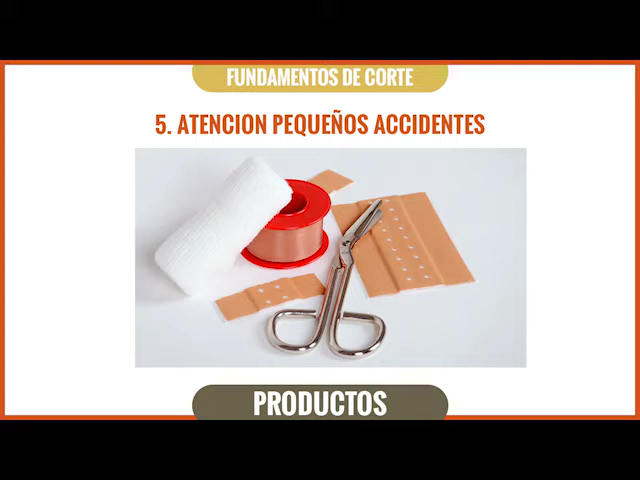 FUNDAMENTOS DE CORTE
5. ATENCION PEQUEÑOS ACCIDENTES
PRODUCTOS